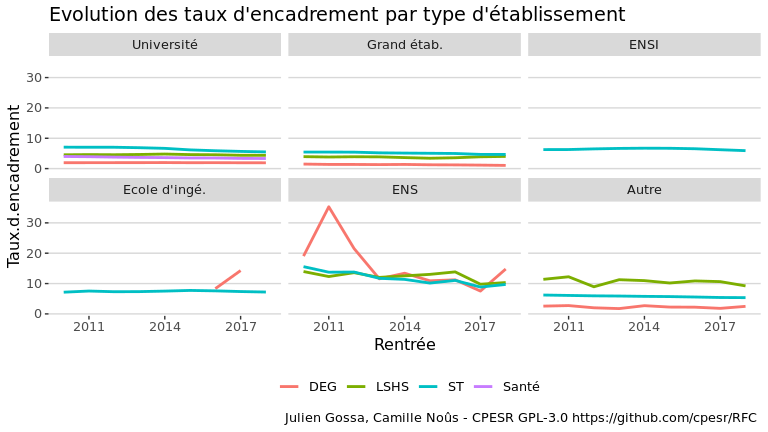 Evolution des taux d'encadrement par type d'établissement
Université Grand étab. ENSI
30
20
10
0
Ecole d'ingé. ENS Autre
30
20
10
0
Taux.d.encadrement
2011 2014 2017 2011 2014 2017 2011 2014 2017
Rentrée
DEG LSHS ST Santé
Julien Gossa, Camille Noûs - CPESR GPL-3.0 https://github.com/cpesr/RFC